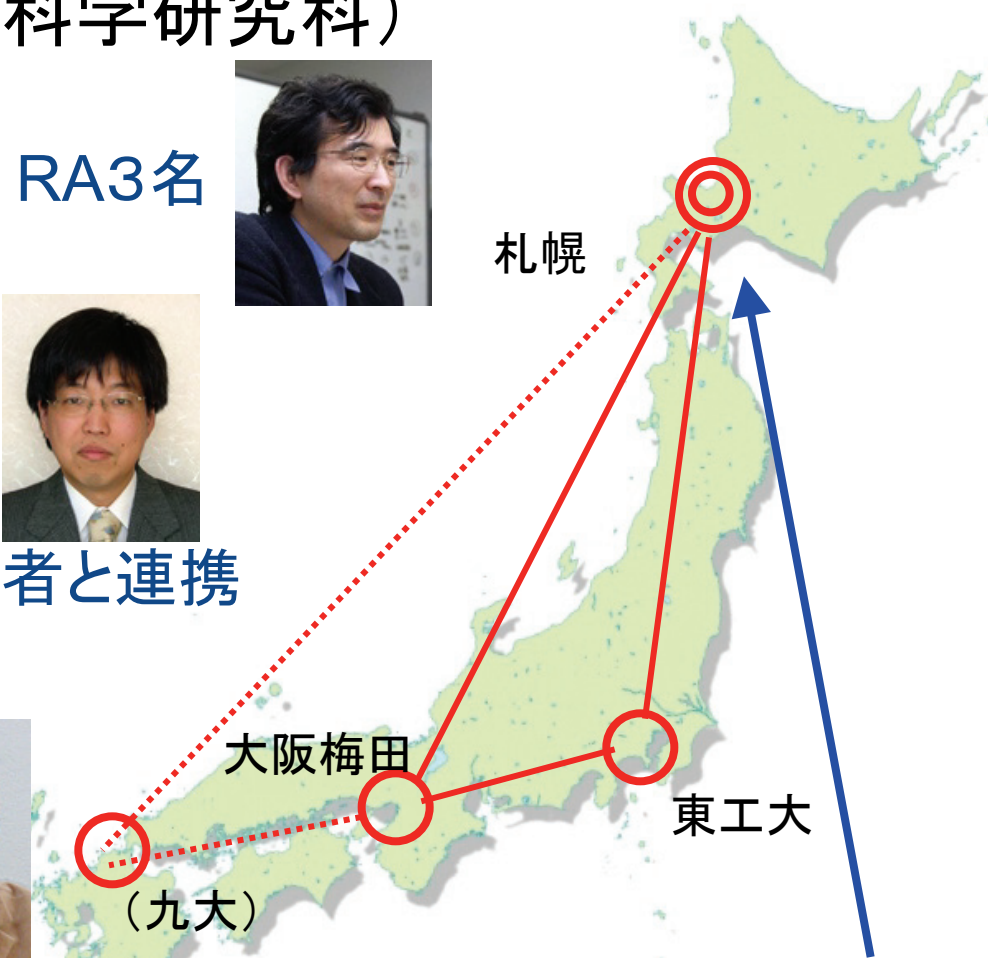 科学研究科）
RA3名
札幌
者と連携
大阪梅田
東工大
（九大）